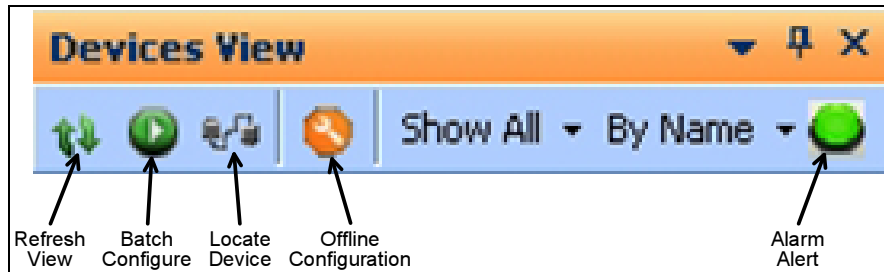 Devices View
Show All By Name
Refresh Batch Locate Offline Alarm
View Configure Device Configuration Alert